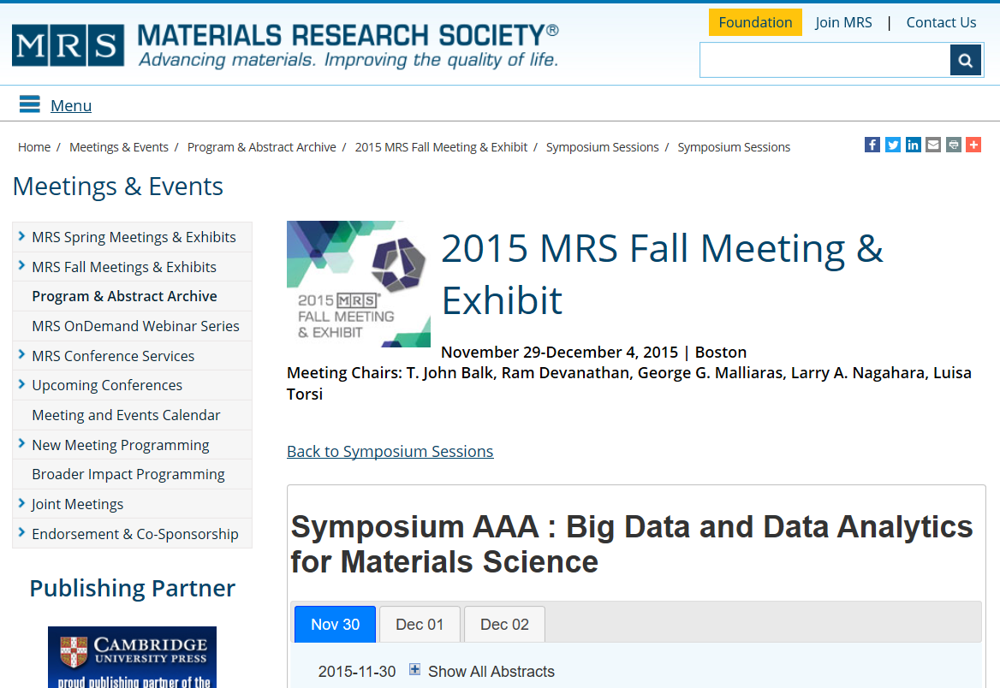 MRS MATERIALS RESEARCH SOCIETY®
Advancing materials. Improving the quality of life.
Foundation Join MRS | Contact Us
Menu
Home / Meetings & Events / Program & Abstract Archive / 2015 MRS Fall Meeting & Exhibit / Symposium Sessions / Symposium Sessions
Meetings & Events
MRS Spring Meetings & Exhibits
MRS Fall Meetings & Exhibits
Program & Abstract Archive
MRS OnDemand Webinar Series
MRS Conference Services
Upcoming Conferences
Meeting and Events Calendar
New Meeting Programming
Broader Impact Programming
Joint Meetings
Endorsement & Co-Sponsorship
Publishing Partner
CAMBRIDGE
UNIVERSITY PRESS
proud publishing partner of the
2015 MRS®
FALL MEETING
& EXHIBIT
2015 MRS Fall Meeting &
Exhibit
November 29-December 4, 2015 | Boston
Meeting Chairs: T. John Balk, Ram Devanathan, George G. Malliaras, Larry A. Nagahara, Luisa
Torsi
Back to Symposium Sessions
Symposium AAA : Big Data and Data Analytics
for Materials Science
Nov 30 Dec 01 Dec 02
2015-11-30 Show All Abstracts